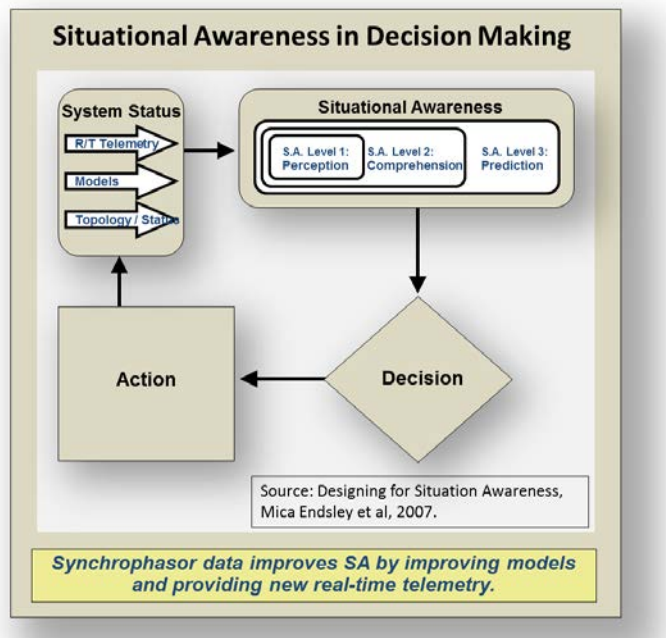 Situational Awareness in Decision Making
System Status
R/T Telemetry
Models
Topology / Status
Situational Awareness
S.A. Level 1:
Perception
S.A. Level 2:
Comprehension
S.A. Level 3:
Prediction
Action
Decision
Source: Designing for Situation Awareness,
Mica Endsley et al, 2007.
Synchrophasor data improves SA by improving models
and providing new real-time telemetry.